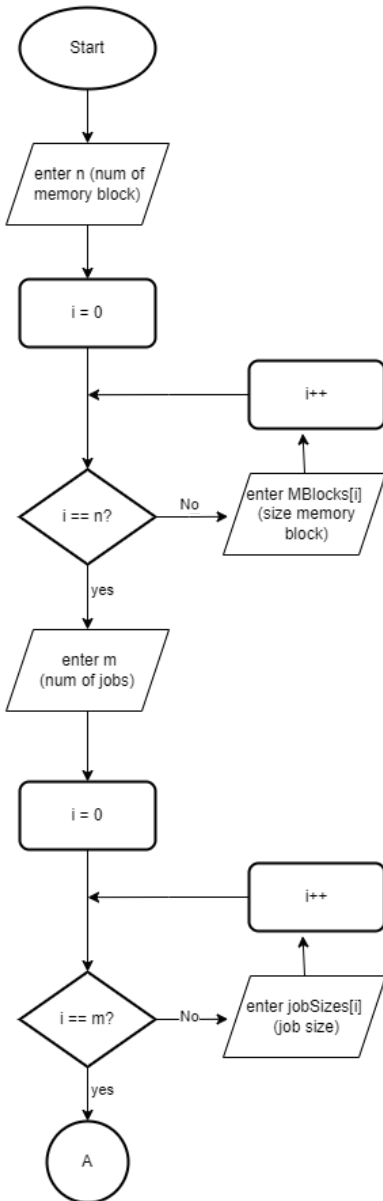 Start
enter n (num of
memory block)
i = 0
i++
i == n?
No
enter MBlocks[i]
(size memory
block)
yes
enter m
(num of jobs)
i = 0
i++
i == m?
No
enter jobSizes[i]
(job size)
yes
A